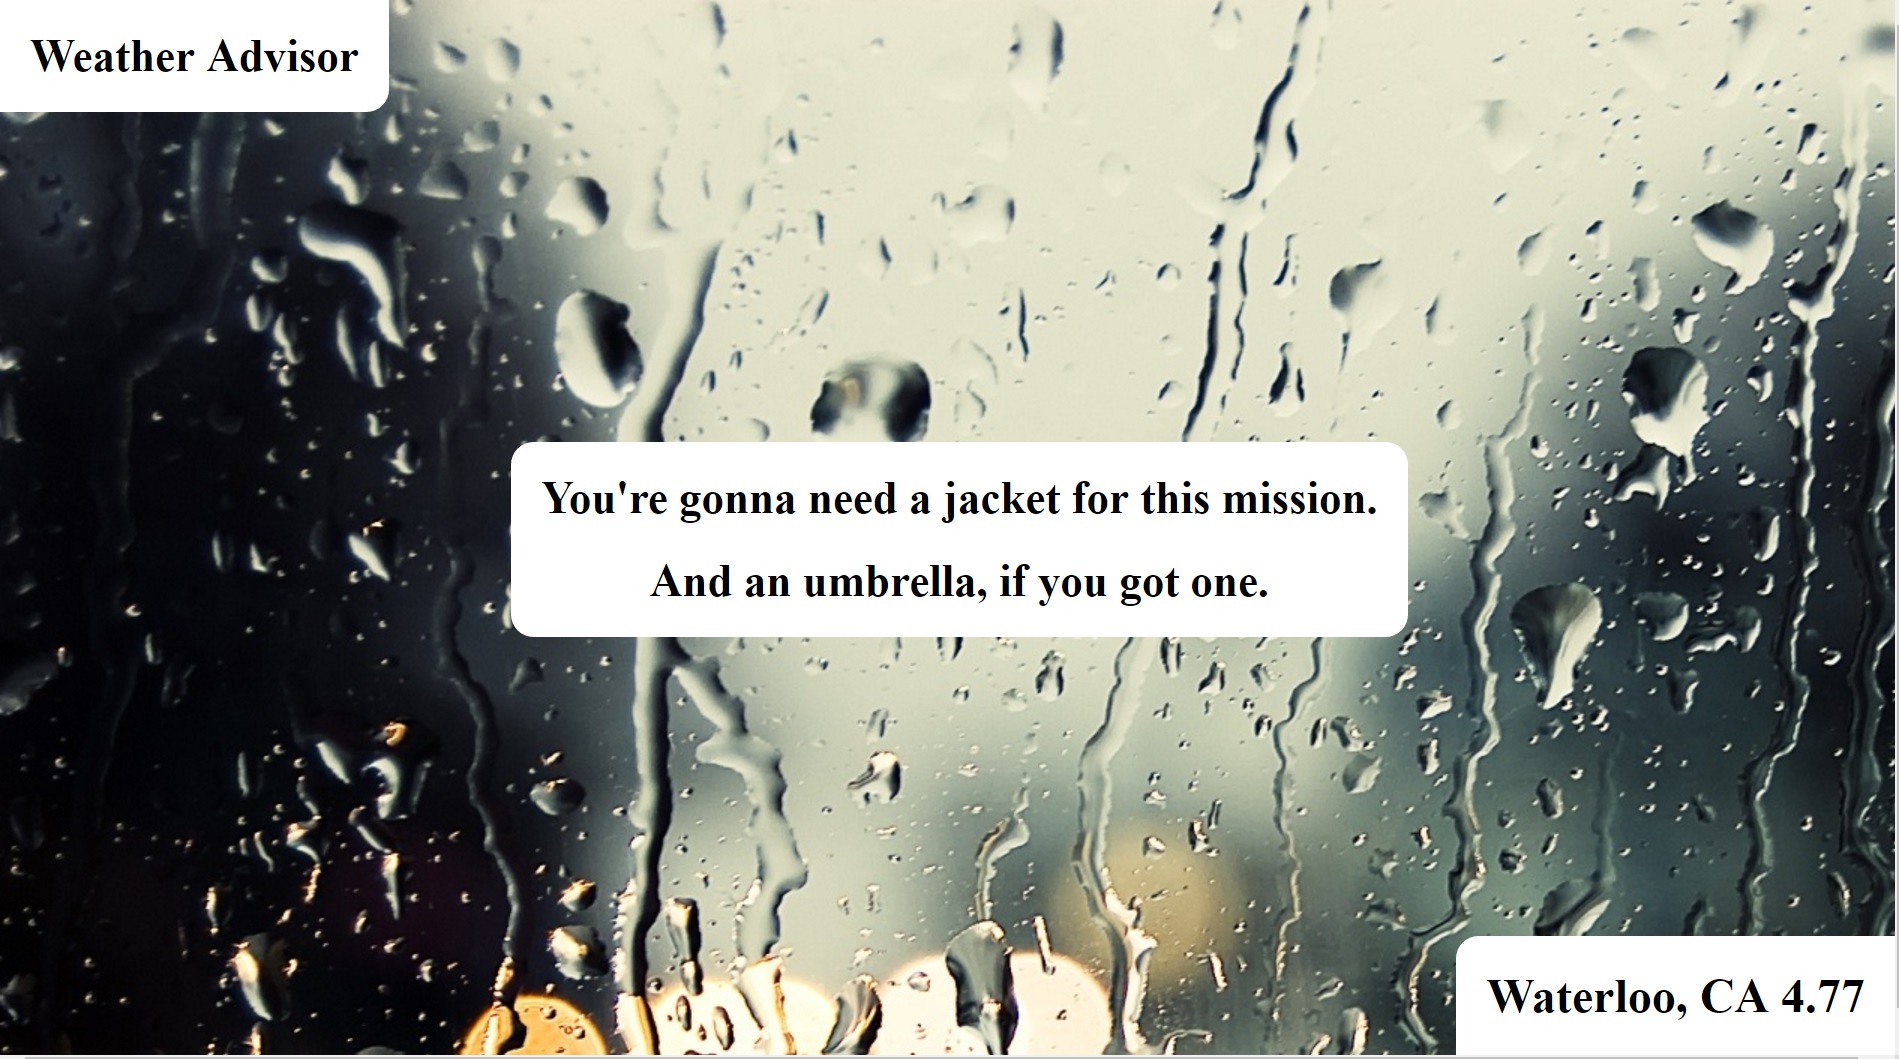 Weather Advisor
You're gonna need a jacket for this mission.
And an umbrella, if you got one.
Waterloo, CA 4.77